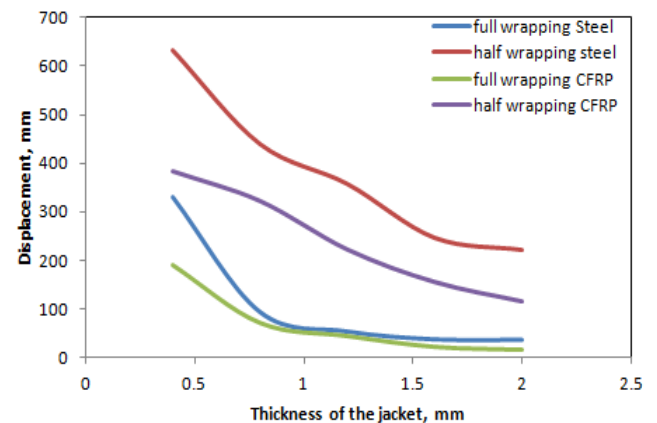 700
600
500
400
300
200
100
0
Displacement, mm
full wrapping Steel
half wrapping steel
full wrapping CFRP
half wrapping CFRP
0 0.5 1 1.5 2 2.5
Thickness of the jacket, mm